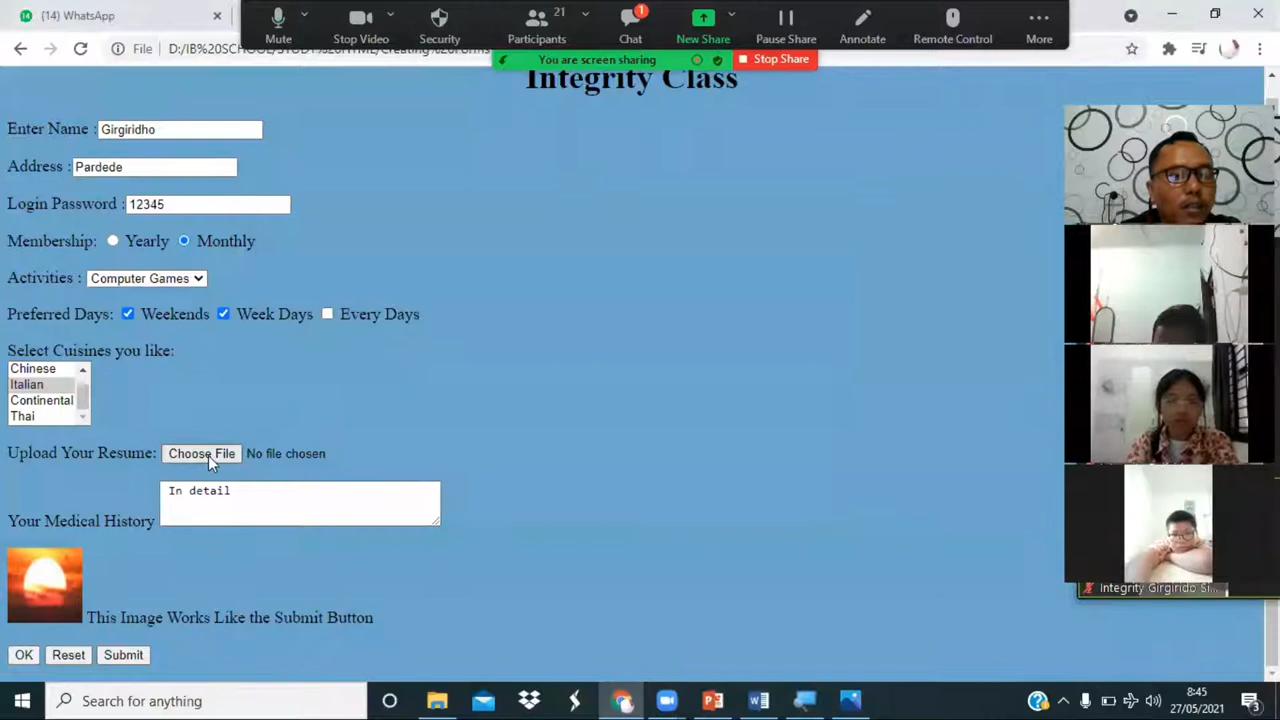 (14) WhatsApp
Mute
Stop Video
Security
21
Participants
1
Chat
New Share
Pause Share
Annotate
Remote Control
More
File
You are screen sharing
Stop Share
Integrity Class
Enter Name : Girgiridho
Address : Pardede
Login Password : 12345
Membership: Yearly Monthly
Activities : Computer Games
Preferred Days: Weekends Week Days Every Days
Select Cuisines you like:
Chinese
Italian
Continental
Thai
Upload Your Resume: Choose File No file chosen
In detail
Your Medical History
This Image Works Like the Submit Button
OK Reset Submit
Integrity Girgirido Si...
Search for anything
8:45
27/05/2021
3